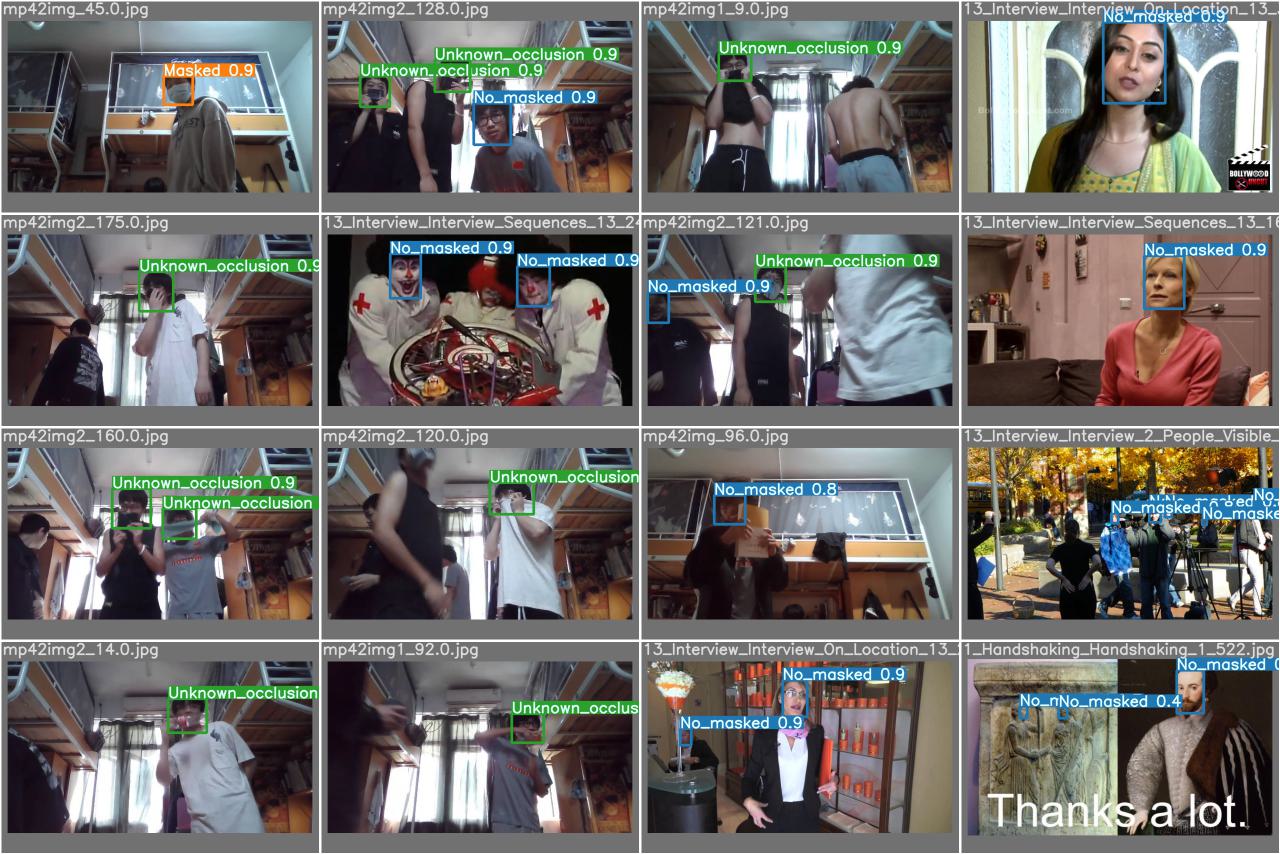 mp42img_45.0.jpg
Masked 0.9
mp42img2_128.0.jpg
Unknown_occlusion 0.9
Unknown_occlusion 0.9
No_masked 0.9
mp42img1_9.0.jpg
Unknown_occlusion 0.9
13_Interview_Interview_On_Location_13_
No_masked 0.9
BOLLYWOOD
mp42img2_175.0.jpg
Unknown_occlusion 0.9
13_Interview_Interview_Sequences_13_24
No_masked 0.9
No_masked 0.9
mp42img2_121.0.jpg
Unknown_occlusion 0.9
No_masked 0.9
13_Interview_Interview_Sequences_13_1
No_masked 0.9
mp42img2_160.0.jpg
Unknown_occlusion 0.9
Unknown_occlusion
mp42img2_120.0.jpg
Unknown_occlusion
mp42img_96.0.jpg
No_masked 0.8
13_Interview_Interview_2_People_Visible_
No_masked
No_maske
mp42img2_14.0.jpg
Unknown_occlusion
mp42img1_92.0.jpg
Unknown_occlus
13_Interview_Interview_On_Location_13_
No_masked 0.9
No_masked 0.9
1_Handshaking_Handshaking_1_522.jpg
No_masked 0
No_m
No_masked 0.4
Thanks a lot.